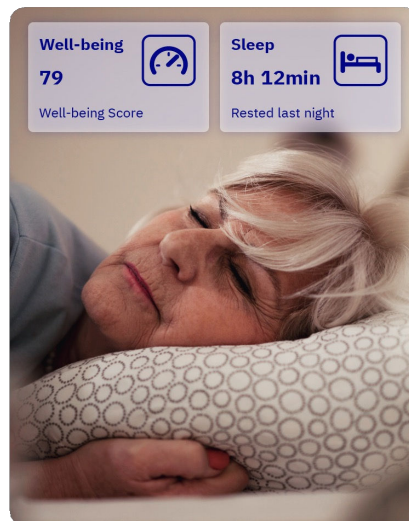 Well-being
79
Well-being Score
Sleep
8h 12min
Rested last night